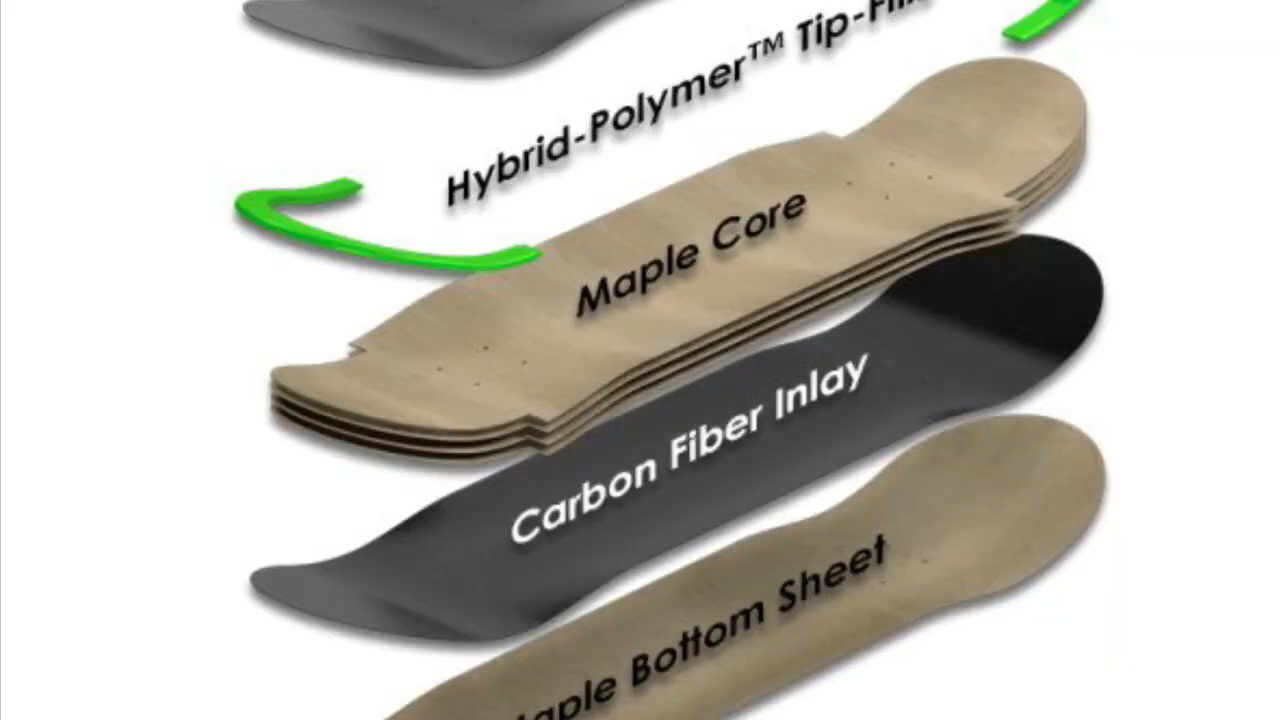 Hybrid-Polymer™
Maple Core
Carbon Fiber Inlay
Bottom Sheet